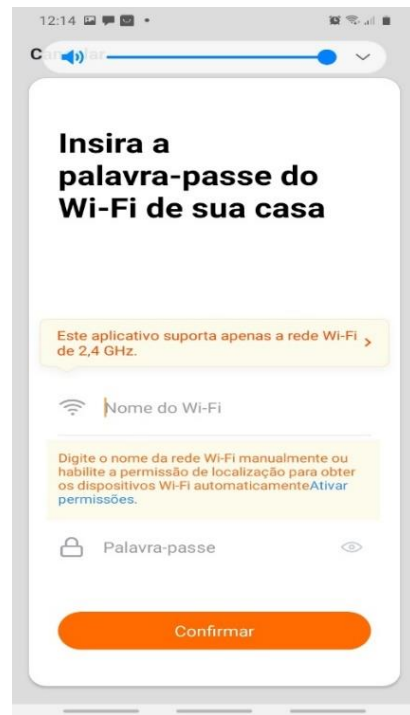 12:14
Cancelar
Insira a
palavra-passe do
Wi-Fi de sua casa
Este aplicativo suporta apenas a rede Wi-Fi
de 2,4 GHz.
Nome do Wi-Fi
Digite o nome da rede Wi-Fi manualmente ou
habilite a permissão de localização para obter
os dispositivos Wi-Fi automaticamenteAtivar
permissões.
Palavra-passe
Confirmar